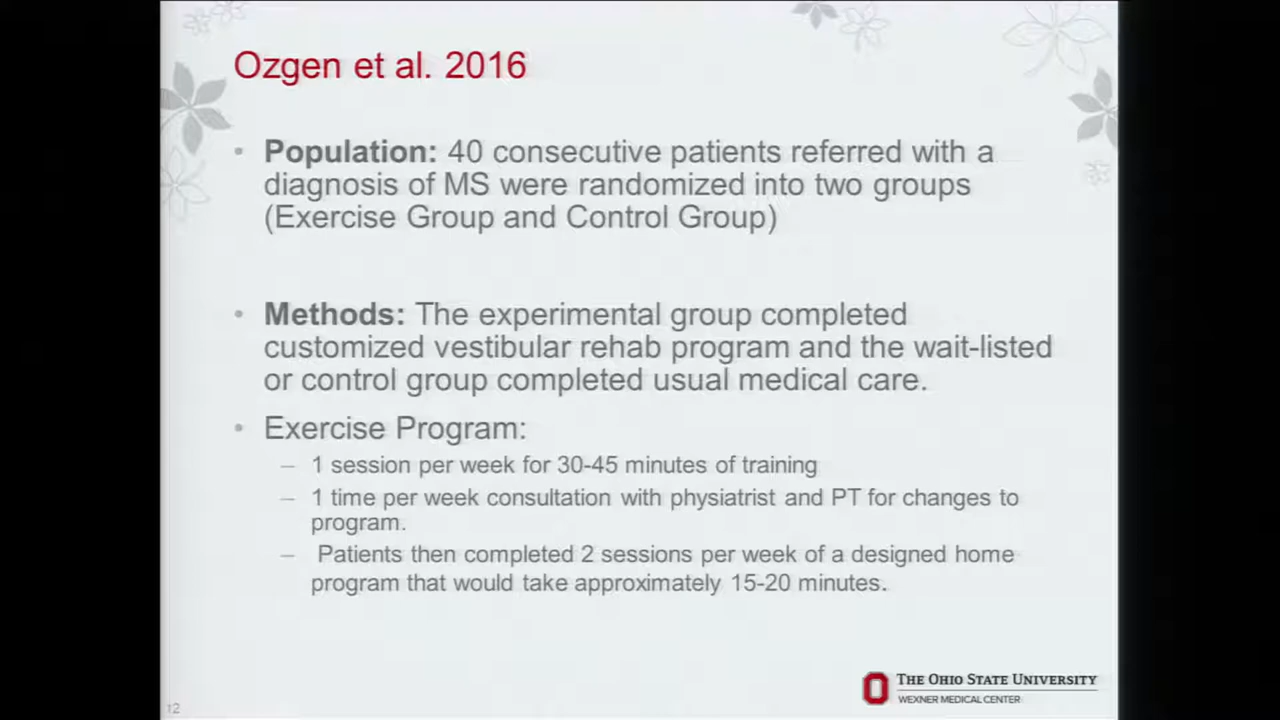 Ozgen et al. 2016
• Population: 40 consecutive patients referred with a
diagnosis of MS were randomized into two groups
(Exercise Group and Control Group)
• Methods: The experimental group completed
customized vestibular rehab program and the wait-listed
or control group completed usual medical care.
• Exercise Program:
– 1 session per week for 30-45 minutes of training
– 1 time per week consultation with physiatrist and PT for changes to
program.
– Patients then completed 2 sessions per week of a designed home
program that would take approximately 15-20 minutes.
THE OHIO STATE UNIVERSITY
WEXNER MEDICAL CENTER
12